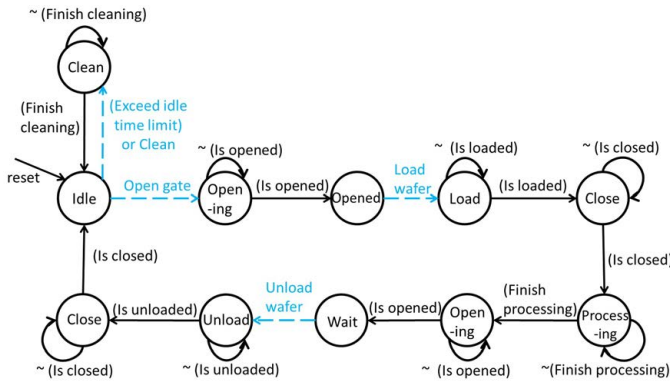 ~ (Finish cleaning)
Clean
(Finish
cleaning)
(Exceed idle
time limit)
or Clean
reset
Idle
Open gate
~ (Is opened)
Open
-ing
(Is opened)
Opened
Load
wafer
~ (Is loaded)
Load
(Is loaded)
~ (Is closed)
Close
(Is closed)
(Is closed)
Close
~ (Is closed)
(Is unloaded)
Unload
~ (Is unloaded)
Unload
wafer
Wait
(Is opened)
Open
-ing
~ (Is opened)
(Finish
processing)
Process
-ing
~(Finish processing)